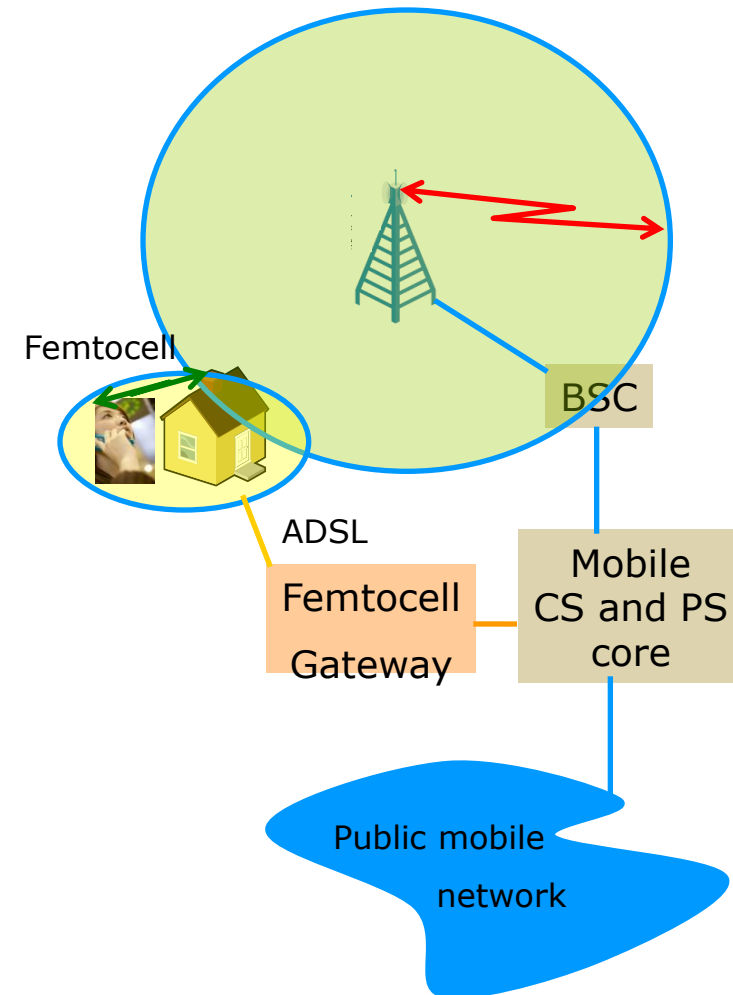 Femtocell
BSC
ADSL
Femtocell
Gateway
Mobile
CS and PS
core
Public mobile
network